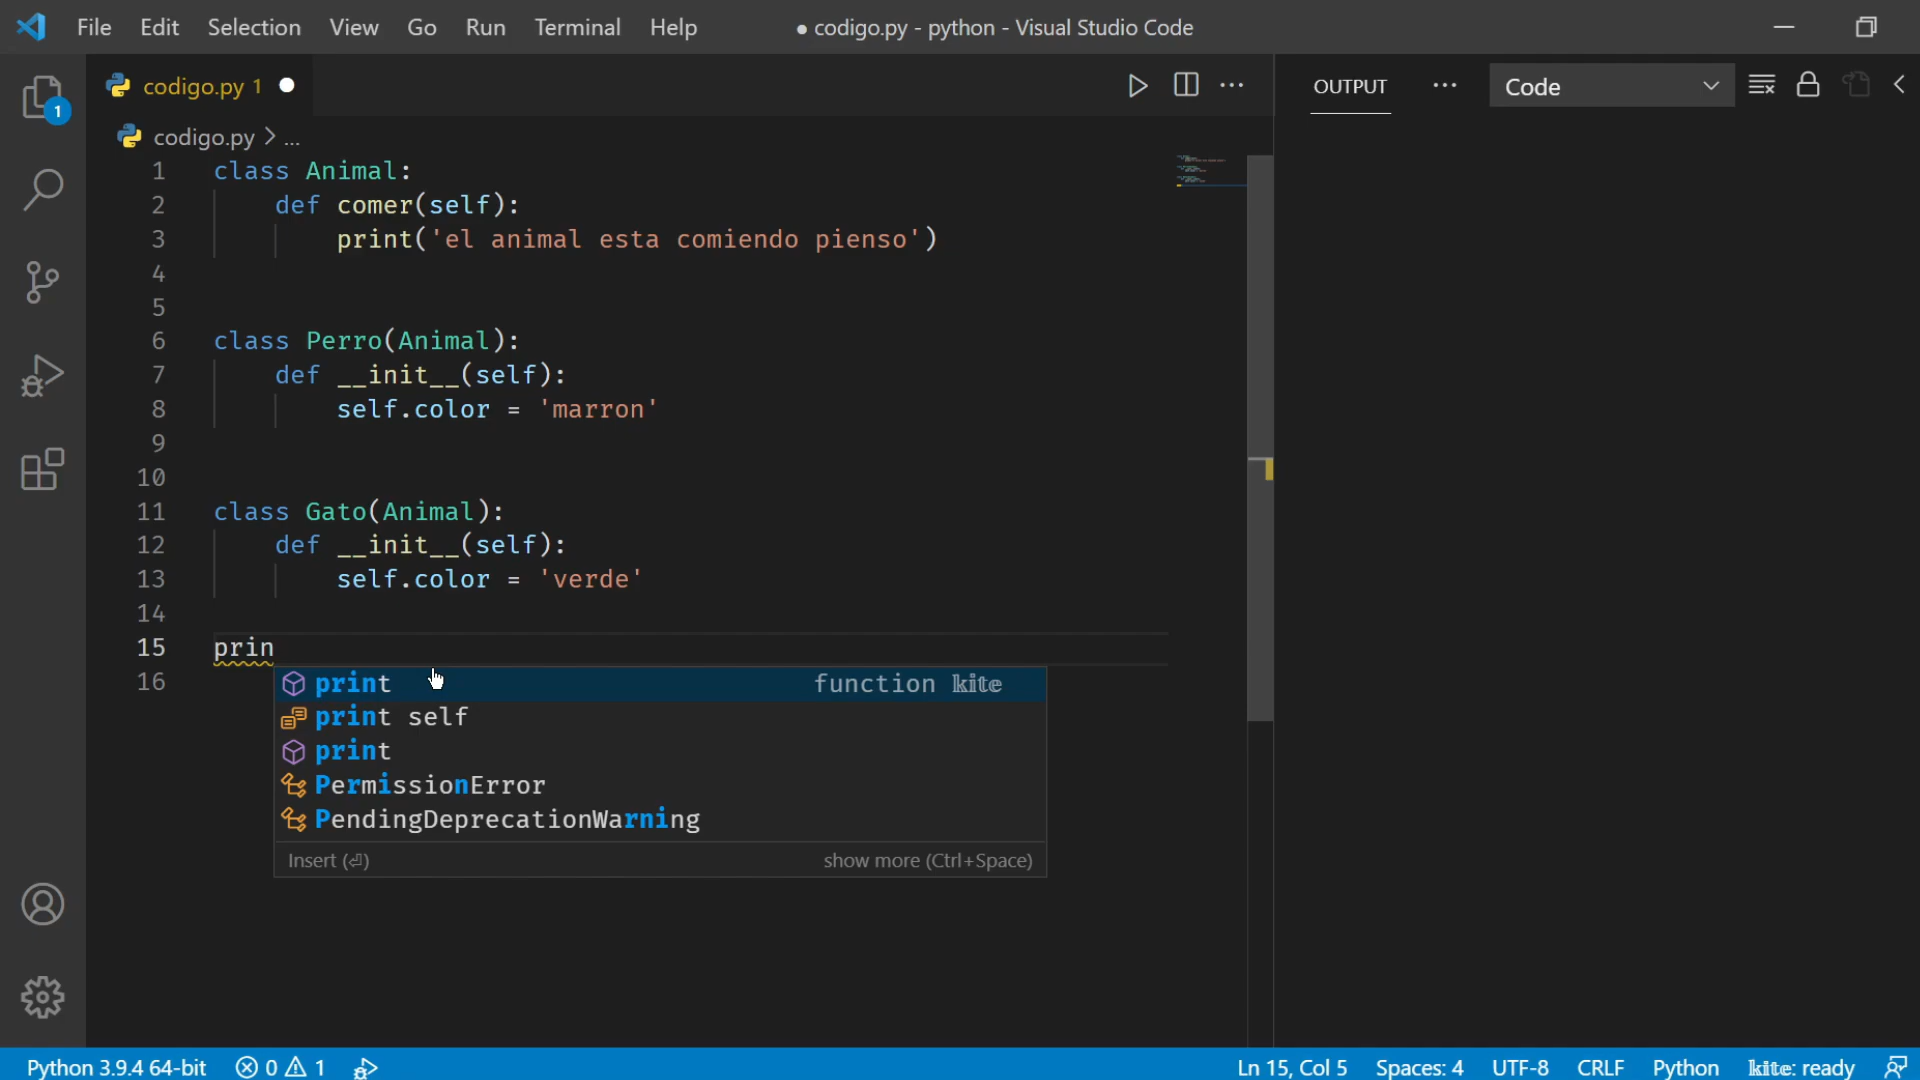 File Edit Selection View Go Run Terminal Help ● codigo.py - python - Visual Studio Code
codigo.py 1 ●
OUTPUT ··· Code
codigo.py > ...
1 class Animal:
2     def comer(self):
3         print('el animal esta comiendo pienso')
4
5
6 class Perro(Animal):
7     def __init__(self):
8         self.color = 'marron'
9
10
11 class Gato(Animal):
12     def __init__(self):
13         self.color = 'verde'
14
15 prin
16
print function kite
print self
print
PermissionError
PendingDeprecationWarning
Insert (⏎) show more (Ctrl+Space)
1
Python 3.9.4 64-bit 0 1 Ln 15, Col 5 Spaces: 4 UTF-8 CRLF Python kite: ready